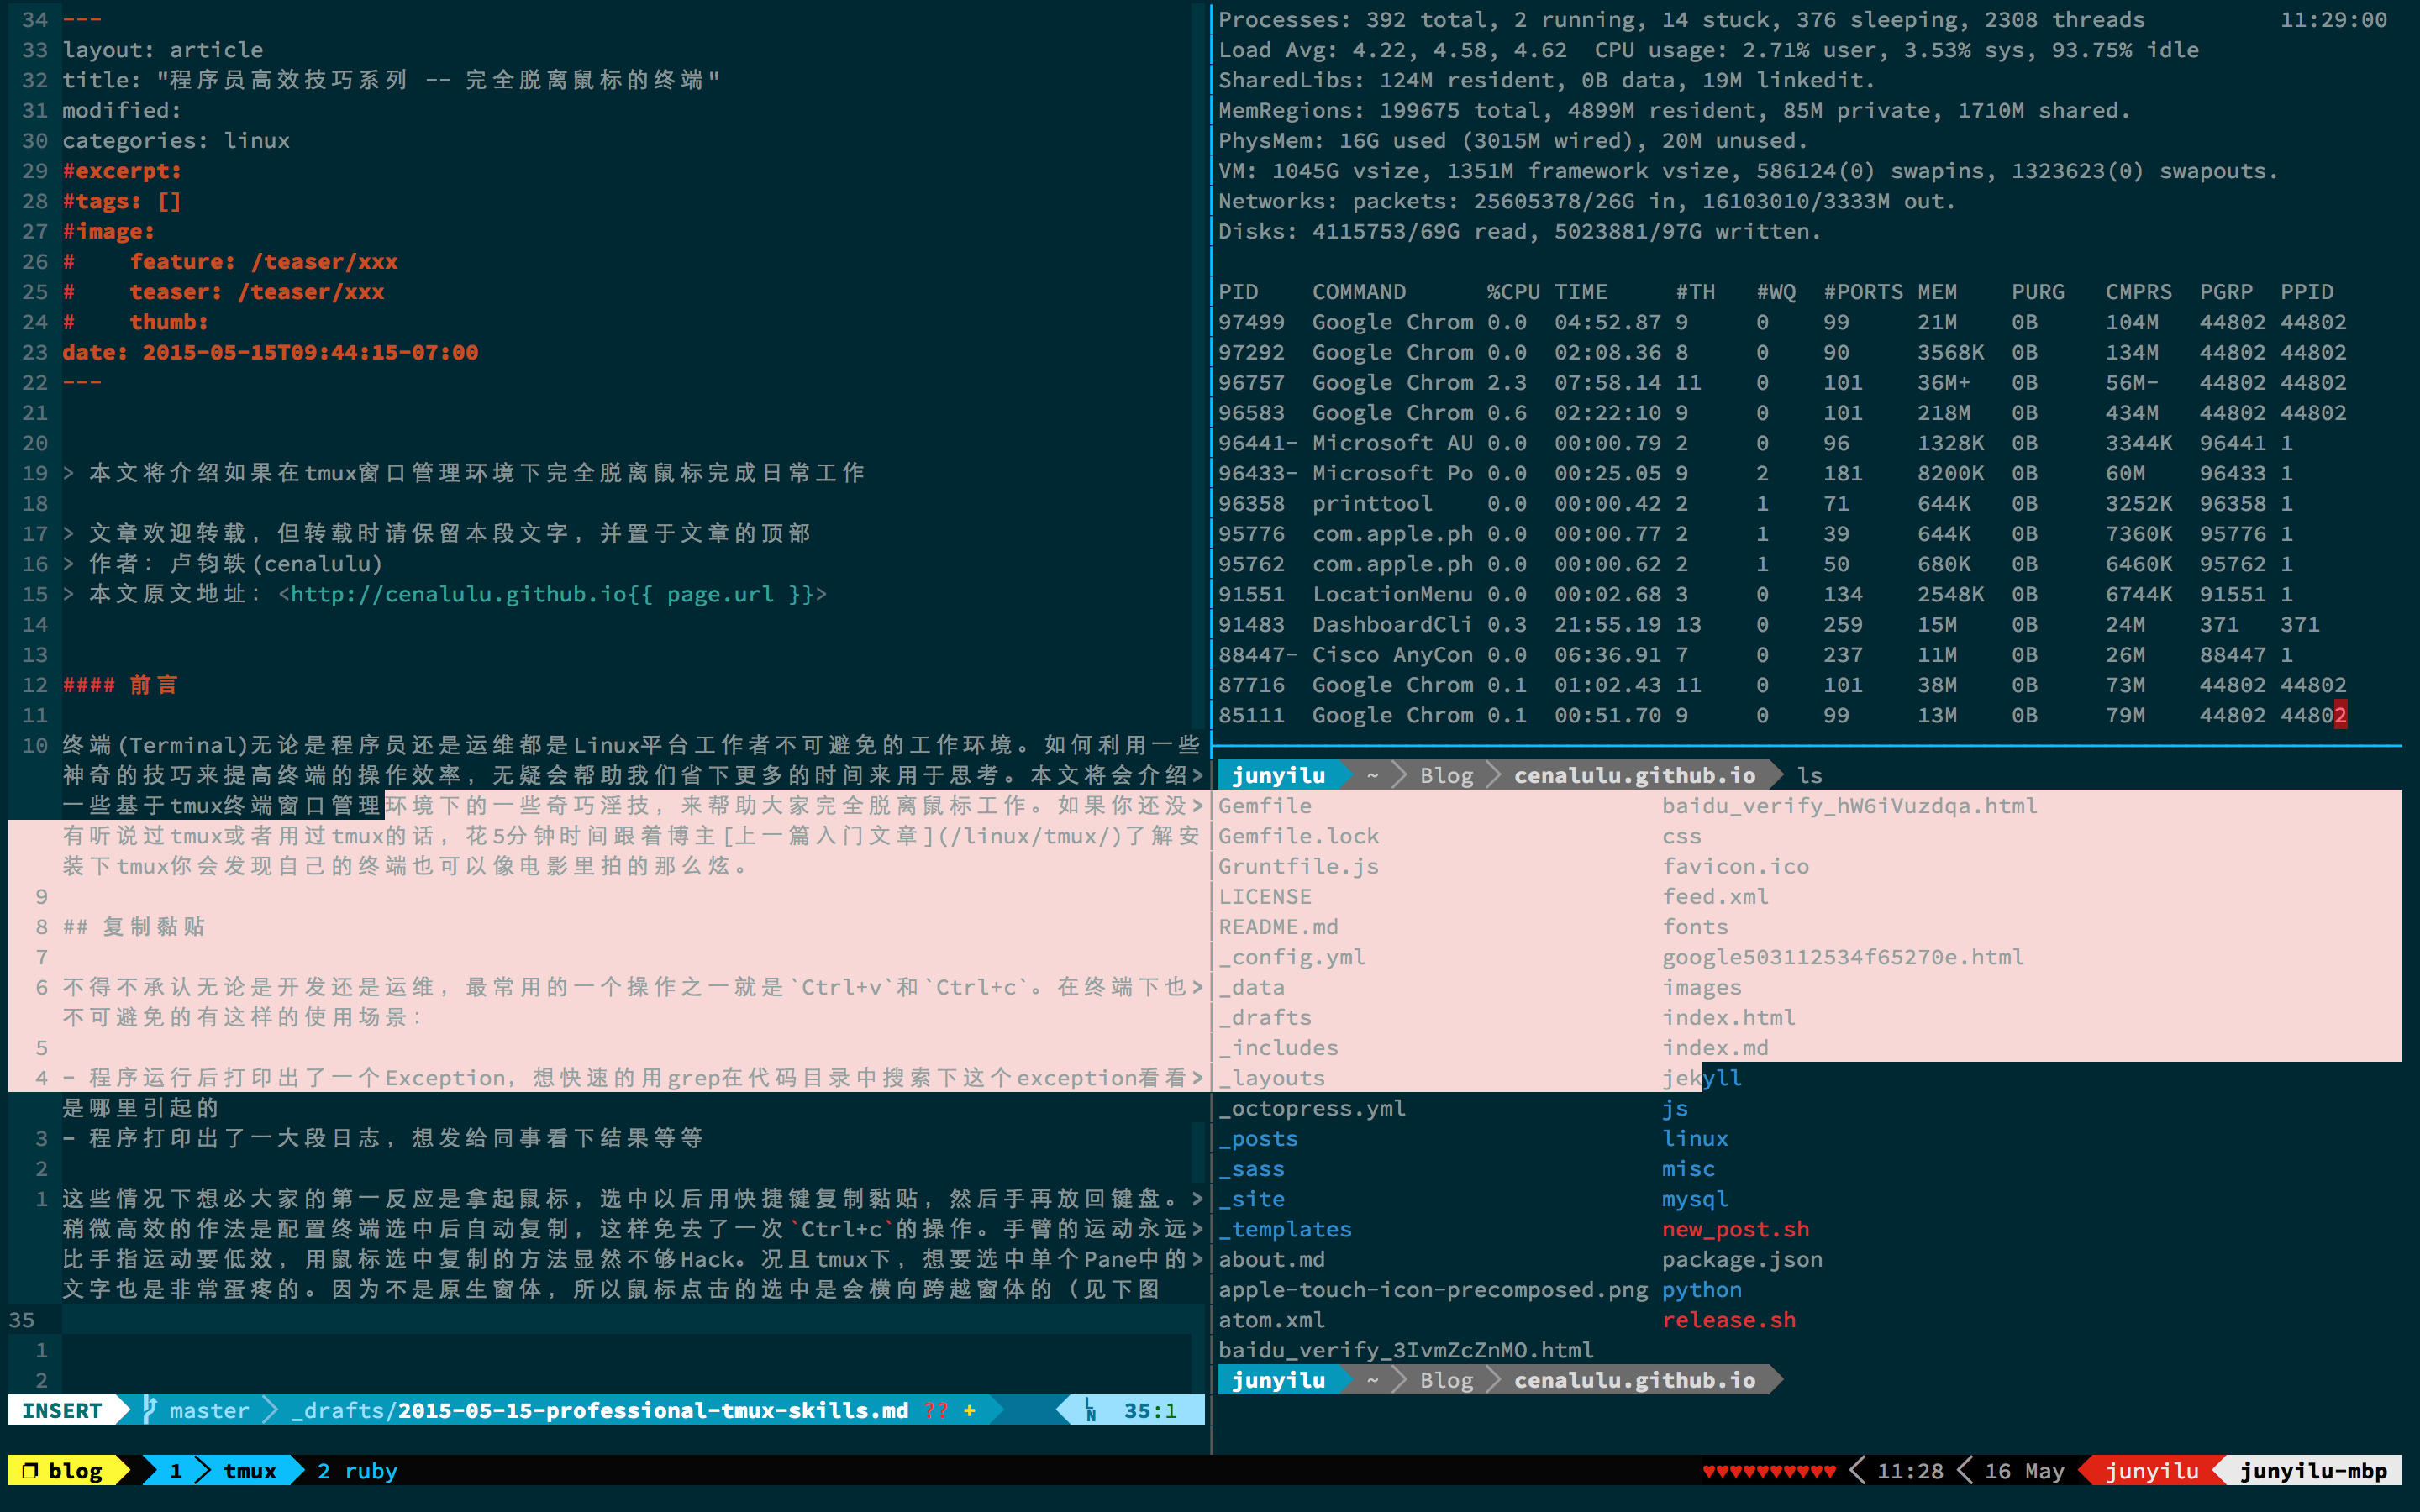 34 ---
33 layout: article
32 title: "程序员高效技巧系列 -- 完全脱离鼠标的终端"
31 modified:
30 categories: linux
29 #excerpt:
28 #tags: []
27 #image:
26 #    feature: /teaser/xxx
25 #    teaser: /teaser/xxx
24 #    thumb:
23 date: 2015-05-15T09:44:15-07:00
22 ---
21
20
19 > 本文将介绍如果在tmux窗口管理环境下完全脱离鼠标完成日常工作
18
17 > 文章欢迎转载，但转载时请保留本段文字，并置于文章的顶部
16 > 作者：卢钧轶(cenalulu)
15 > 本文原文地址：<http://cenalulu.github.io{{ page.url }}>
14
13
12 #### 前言
11
10 终端(Terminal)无论是程序员还是运维都是Linux平台工作者不可避免的工作环境。如何利用一些
神奇的技巧来提高终端的操作效率，无疑会帮助我们省下更多的时间来用于思考。本文将会介绍>
一些基于tmux终端窗口管理环境下的一些奇巧淫技，来帮助大家完全脱离鼠标工作。如果你还没>
有听说过tmux或者用过tmux的话，花5分钟时间跟着博主[上一篇入门文章](/linux/tmux/)了解安
装下tmux你会发现自己的终端也可以像电影里拍的那么炫。
9
8 ## 复制黏贴
7
6 不得不承认无论是开发还是运维，最常用的一个操作之一就是`Ctrl+v`和`Ctrl+c`。在终端下也>
不可避免的有这样的使用场景：
5
4 - 程序运行后打印出了一个Exception，想快速的用grep在代码目录中搜索下这个exception看看>
是哪里引起的
3 - 程序打印出了一大段日志，想发给同事看下结果等等
2
1 这些情况下想必大家的第一反应是拿起鼠标，选中以后用快捷键复制黏贴，然后手再放回键盘。>
稍微高效的作法是配置终端选中后自动复制，这样免去了一次`Ctrl+c`的操作。手臂的运动永远>
比手指运动要低效，用鼠标选中复制的方法显然不够Hack。况且tmux下，想要选中单个Pane中的>
文字也是非常蛋疼的。因为不是原生窗体，所以鼠标点击的选中是会横向跨越窗体的（见下图
35
1
2
INSERT master _drafts/2015-05-15-professional-tmux-skills.md ?? + LN 35:1
Processes: 392 total, 2 running, 14 stuck, 376 sleeping, 2308 threads 11:29:00
Load Avg: 4.22, 4.58, 4.62  CPU usage: 2.71% user, 3.53% sys, 93.75% idle
SharedLibs: 124M resident, 0B data, 19M linkedit.
MemRegions: 199675 total, 4899M resident, 85M private, 1710M shared.
PhysMem: 16G used (3015M wired), 20M unused.
VM: 1045G vsize, 1351M framework vsize, 586124(0) swapins, 1323623(0) swapouts.
Networks: packets: 25605378/26G in, 16103010/3333M out.
Disks: 4115753/69G read, 5023881/97G written.
PID COMMAND %CPU TIME #TH #WQ #PORTS MEM PURG CMPRS PGRP PPID
97499 Google Chrom 0.0 04:52.87 9 0 99 21M 0B 104M 44802 44802
97292 Google Chrom 0.0 02:08.36 8 0 90 3568K 0B 134M 44802 44802
96757 Google Chrom 2.3 07:58.14 11 0 101 36M+ 0B 56M- 44802 44802
96583 Google Chrom 0.6 02:22:10 9 0 101 218M 0B 434M 44802 44802
96441- Microsoft AU 0.0 00:00.79 2 0 96 1328K 0B 3344K 96441 1
96433- Microsoft Po 0.0 00:25.05 9 2 181 8200K 0B 60M 96433 1
96358 printtool 0.0 00:00.42 2 1 71 644K 0B 3252K 96358 1
95776 com.apple.ph 0.0 00:00.77 2 1 39 644K 0B 7360K 95776 1
95762 com.apple.ph 0.0 00:00.62 2 1 50 680K 0B 6460K 95762 1
91551 LocationMenu 0.0 00:02.68 3 0 134 2548K 0B 6744K 91551 1
91483 DashboardCli 0.3 21:55.19 13 0 259 15M 0B 24M 371 371
88447- Cisco AnyCon 0.0 06:36.91 7 0 237 11M 0B 26M 88447 1
87716 Google Chrom 0.1 01:02.43 11 0 101 38M 0B 73M 44802 44802
85111 Google Chrom 0.1 00:51.70 9 0 99 13M 0B 79M 44802 44802
junyilu ~ Blog cenalulu.github.io ls
Gemfile baidu_verify_hW6iVuzdqa.html
Gemfile.lock css
Gruntfile.js favicon.ico
LICENSE feed.xml
README.md fonts
_config.yml google503112534f65270e.html
_data images
_drafts index.html
_includes index.md
_layouts jekyll
_octopress.yml js
_posts linux
_sass misc
_site mysql
_templates new_post.sh
about.md package.json
apple-touch-icon-precomposed.png python
atom.xml release.sh
baidu_verify_3IvmZcZnMO.html
junyilu ~ Blog cenalulu.github.io
blog 1 tmux 2 ruby ♥♥♥♥♥♥♥♥♥♥ 11:28 16 May junyilu junyilu-mbp